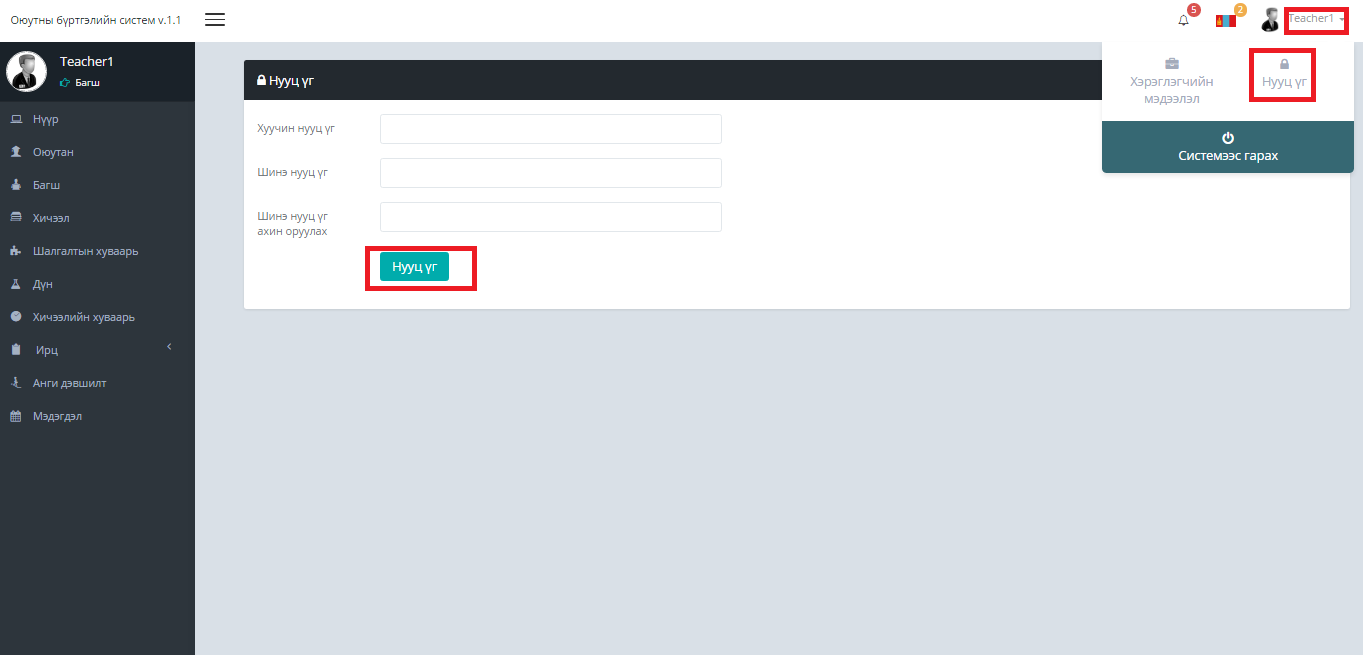 Оюутны бүртгэлийн систем v.1.1
5
2
Teacher1
Teacher1
Багш
Нүүр
Оюутан
Багш
Хичээл
Шалгалтын хуваарь
Дүн
Хичээлийн хуваарь
Ирц
Анги дэвшилт
Мэдэгдэл
Нууц үг
Хуучин нууц үг
Шинэ нууц үг
Шинэ нууц үг
ахин оруулах
Нууц үг
Хэрэглэгчийн
мэдээлэл
Нууц үг
Системээс гарах